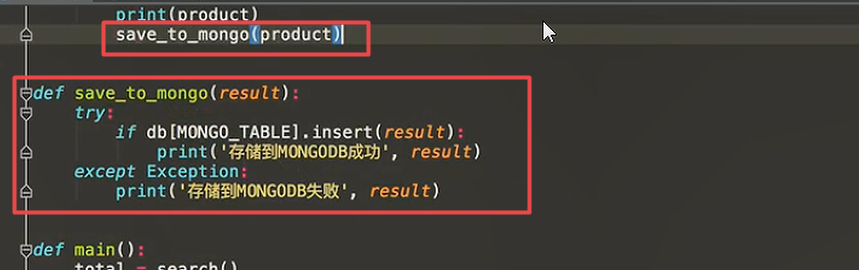 print(product)
save_to_mongo(product)
def save_to_mongo(result):
try:
if db[MONGO_TABLE].insert(result):
print('存储到MONGODB成功', result)
except Exception:
print('存储到MONGODB失败', result)
def main():
total = search()